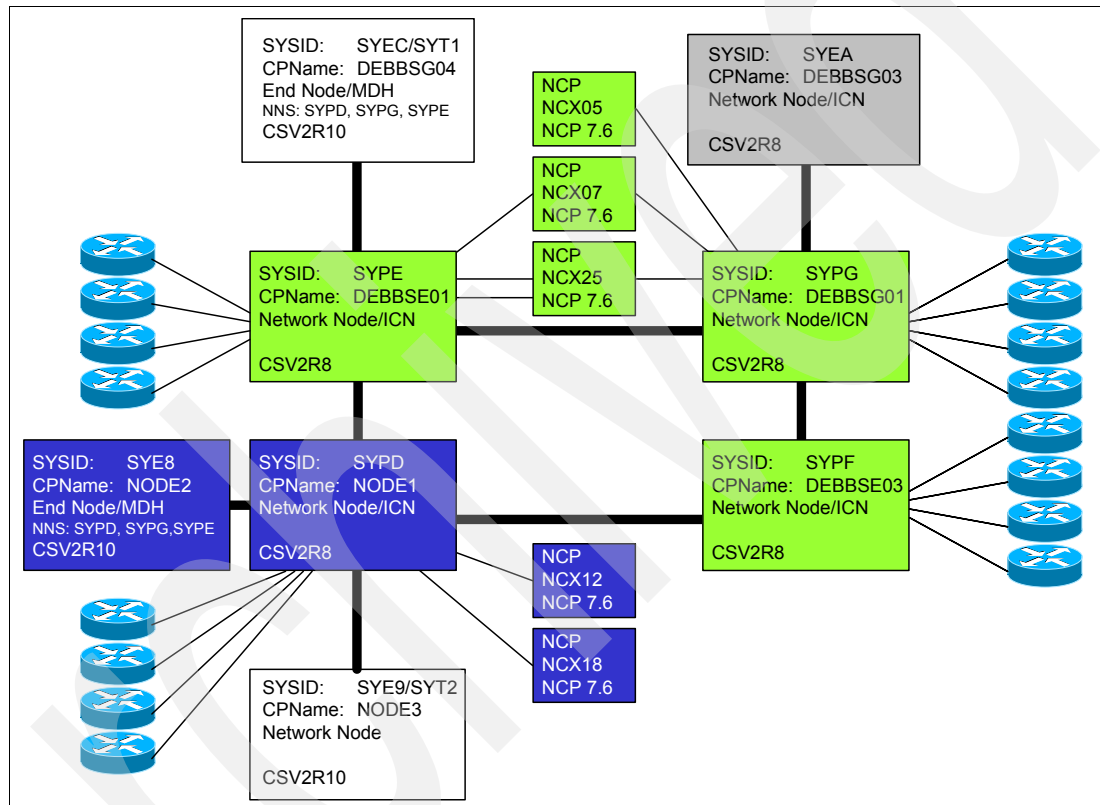 SYSID: SYEC/SYT1
CPName: DEBBSG04
End Node/MDH
NNS: SYPD, SYPG, SYPE
CSV2R10
NCP
NCX05
NCP 7.6
SYSID: SYEA
CPName: DEBBSG03
Network Node/ICN
CSV2R8
NCP
NCX07
NCP 7.6
SYSID: SYPE
CPName: DEBBSE01
Network Node/ICN
CSV2R8
NCP
NCX25
NCP 7.6
SYSID: SYPG
CPName: DEBBSG01
Network Node/ICN
CSV2R8
SYSID: SYE8
CPName: NODE2
End Node/MDH
NNS: SYPD, SYPG,SYPE
CSV2R10
SYSID: SYPD
CPName: NODE1
Network Node/ICN
CSV2R8
SYSID: SYPF
CPName: DEBBSE03
Network Node/ICN
CSV2R8
NCP
NCX12
NCP 7.6
NCP
NCX18
NCP 7.6
SYSID: SYE9/SYT2
CPName: NODE3
Network Node
CSV2R10